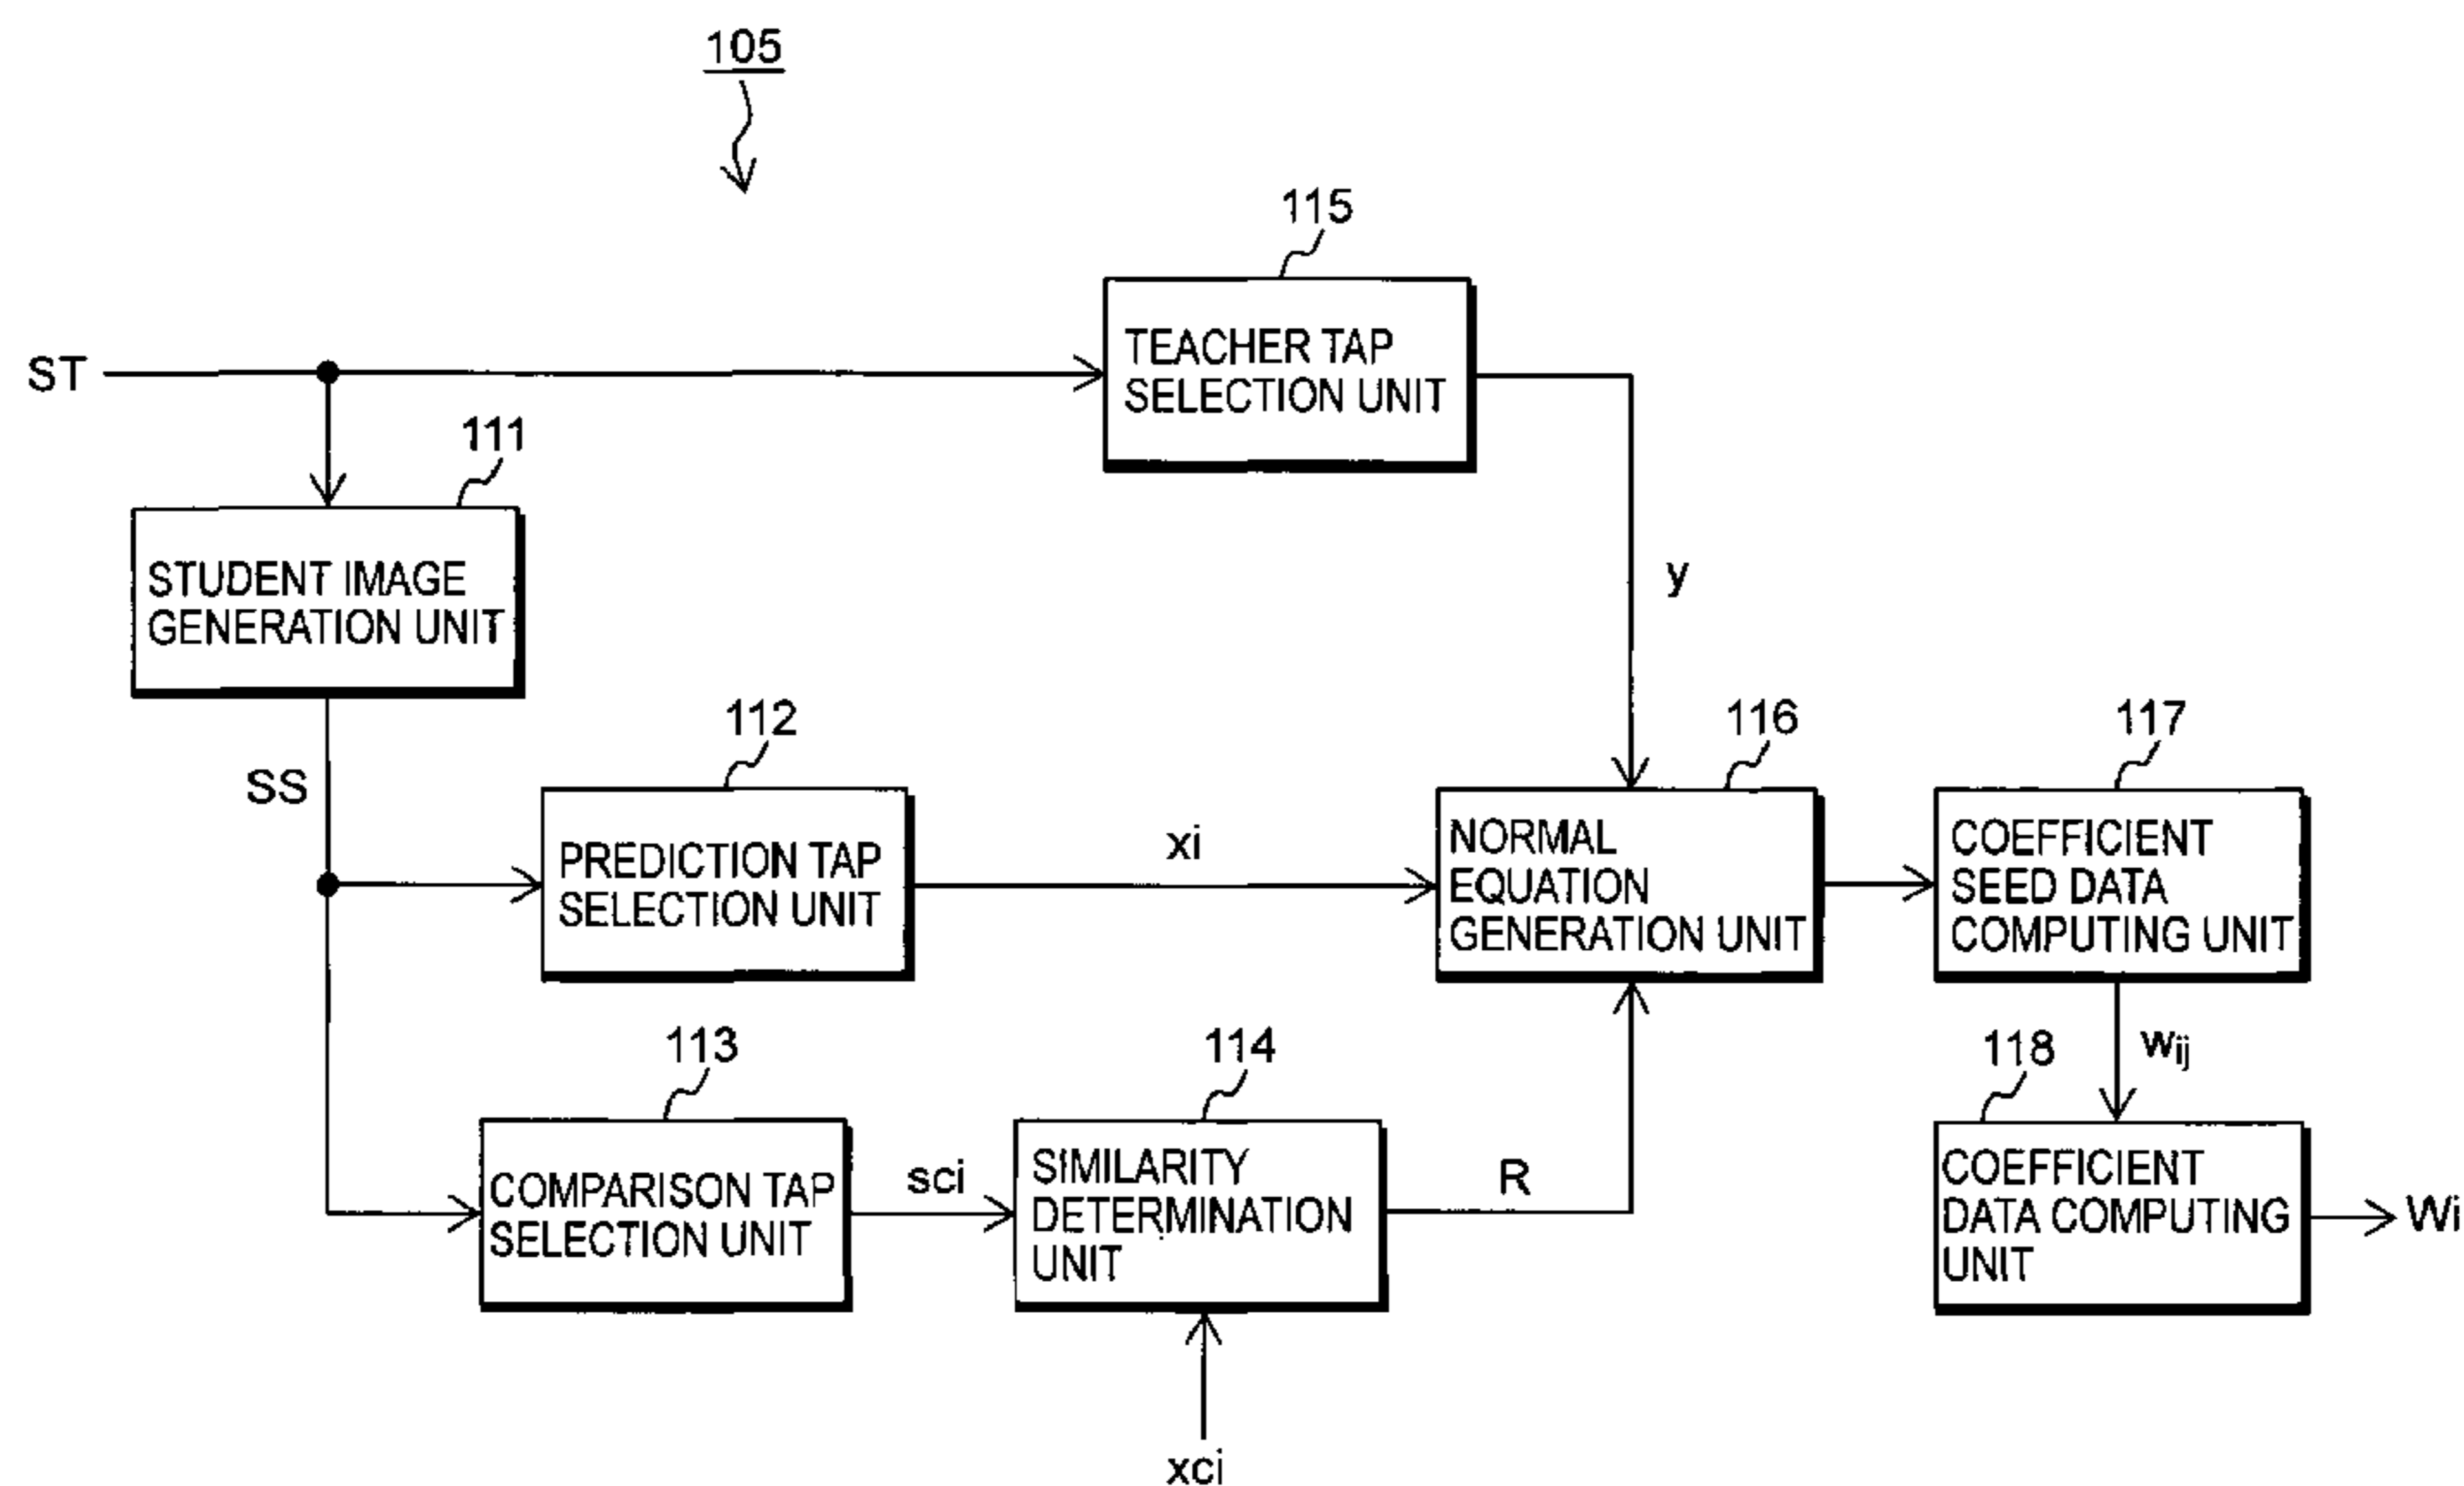 105
115
TEACHER TAP
SELECTION UNIT
ST
111
STUDENT IMAGE
GENERATION UNIT
y
SS
112
PREDICTION TAP
SELECTION UNIT
xi
116
NORMAL
EQUATION
GENERATION UNIT
117
COEFFICIENT
SEED DATA
COMPUTING UNIT
113
COMPARISON TAP
SELECTION UNIT
sci
114
SIMILARITY
DETERMINATION
UNIT
R
118
wij
COEFFICIENT
DATA COMPUTING
UNIT
Wi
xci